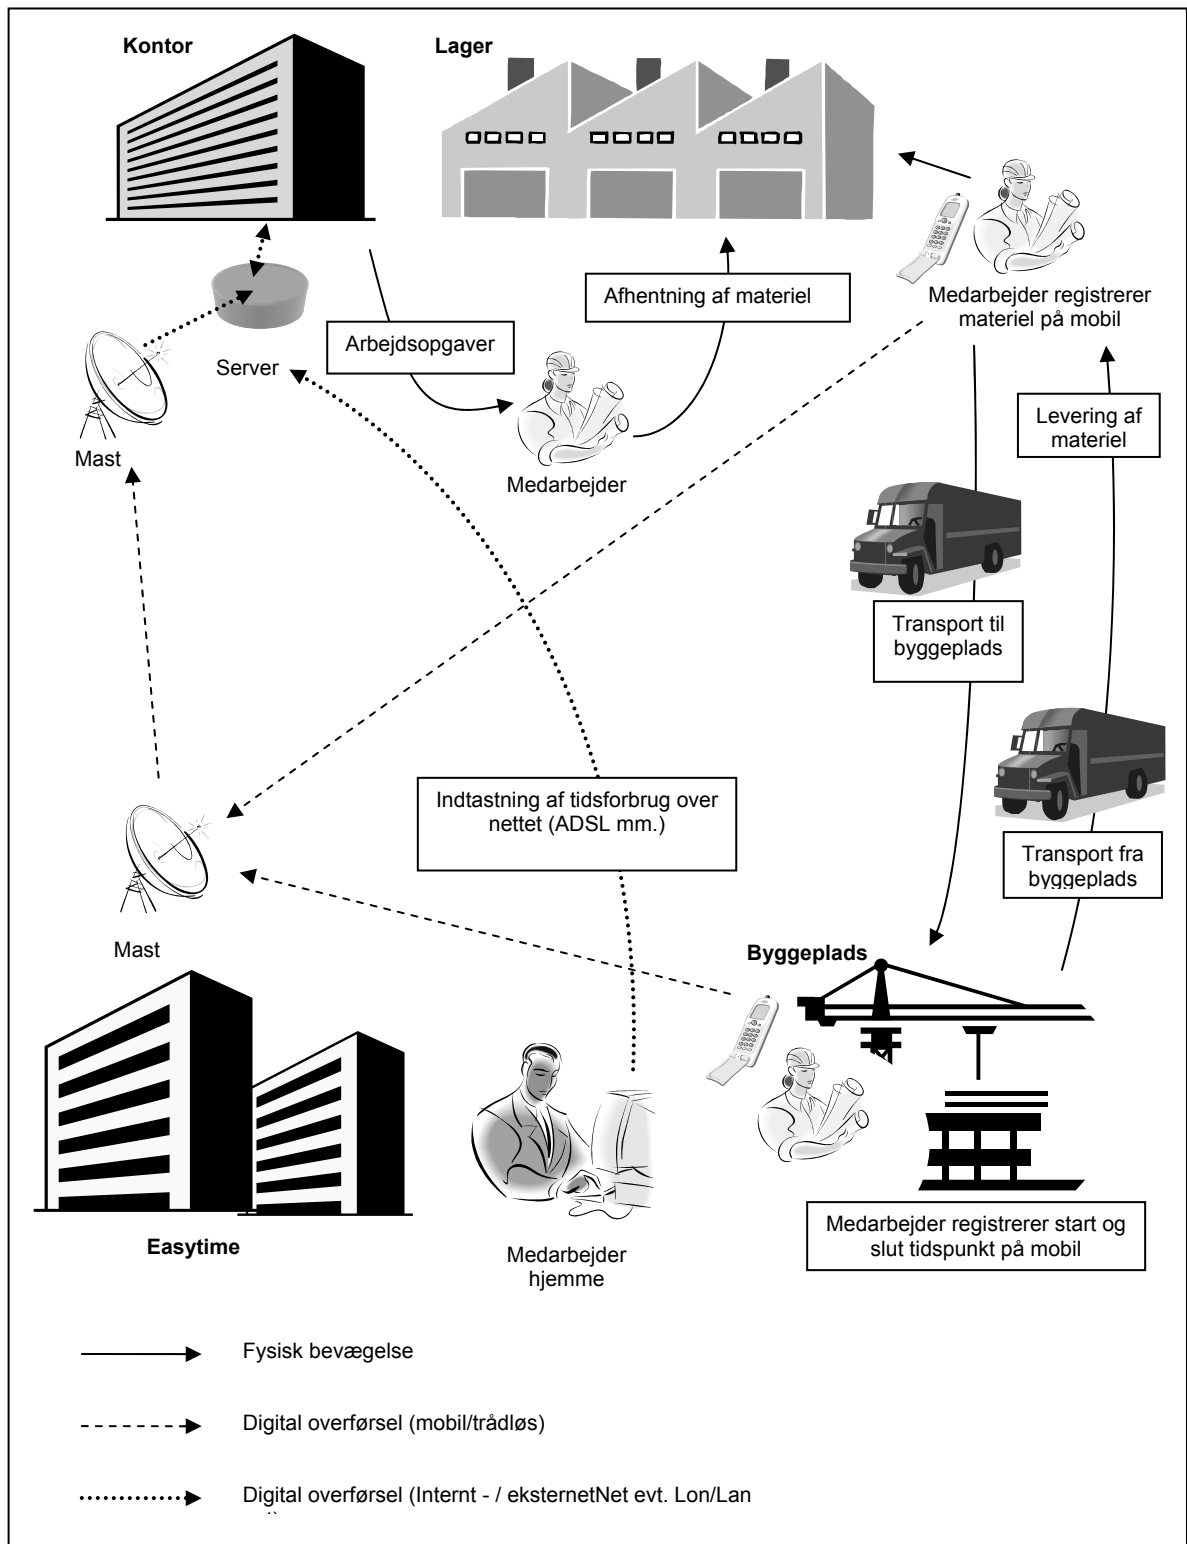 Kontor
Lager
Afhentning af materiel
Medarbejder registrerer
materiel på mobil
Arbejdsopgaver
Server
Mast
Medarbejder
Levering af
materiel
Transport til
byggeplads
Indtastning af tidsforbrug over
nettet (ADSL mm.)
Transport fra
byggeplads
Mast
Byggeplads
Easytime
Medarbejder
hjemme
Medarbejder registrerer start og
slut tidspunkt på mobil
Fysisk bevægelse
Digital overførsel (mobil/trådløs)
Digital overførsel (Internt - / eksternetNet evt. Lon/Lan